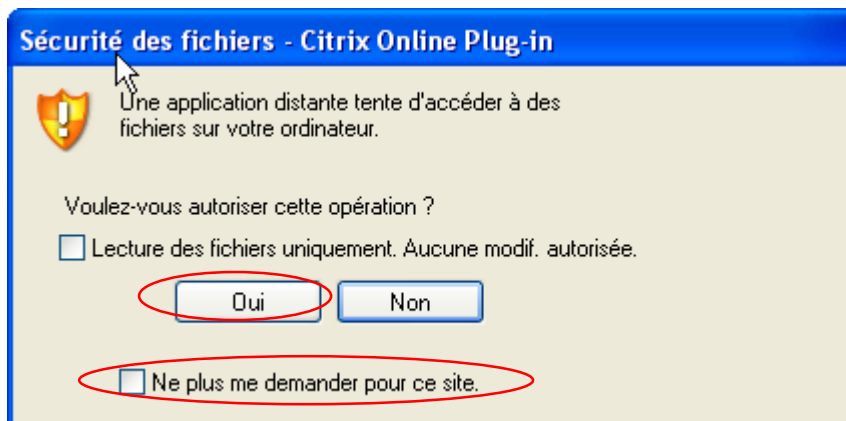 Sécurité des fichiers - Citrix Online Plug-in
Une application distante tente d'accéder à des
fichiers sur votre ordinateur.
Voulez-vous autoriser cette opération ?
Lecture des fichiers uniquement. Aucune modif. autorisée.
Oui Non
Ne plus me demander pour ce site.